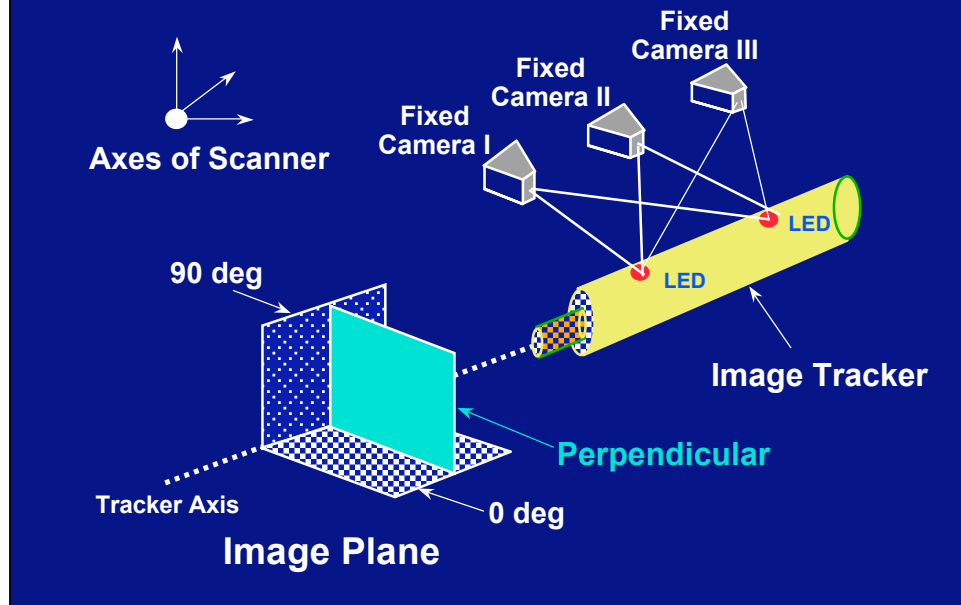 Fixed
Camera III
Fixed
Camera II
Fixed
Camera I
Axes of Scanner
LED
LED
90 deg
Image Tracker
Perpendicular
Tracker Axis
0 deg
Image Plane